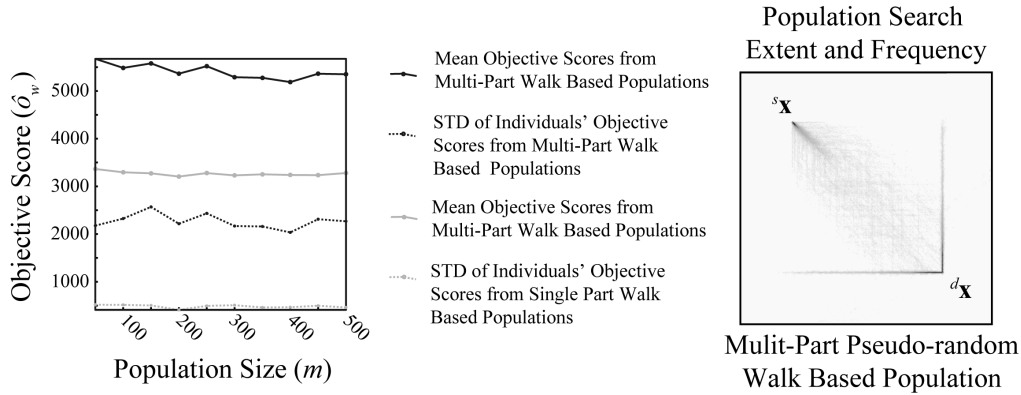 Objective Score (ô_w)
5000
4000
3000
2000
1000
100
200
300
400
500
Population Size (m)
Mean Objective Scores from
Multi-Part Walk Based Populations
STD of Individuals' Objective
Scores from Multi-Part Walk
Based Populations
Mean Objective Scores from
Multi-Part Walk Based Populations
STD of Individuals' Objective
Scores from Single Part Walk
Based Populations
Population Search
Extent and Frequency
ˢX
ᵈX
Mulit-Part Pseudo-random
Walk Based Population